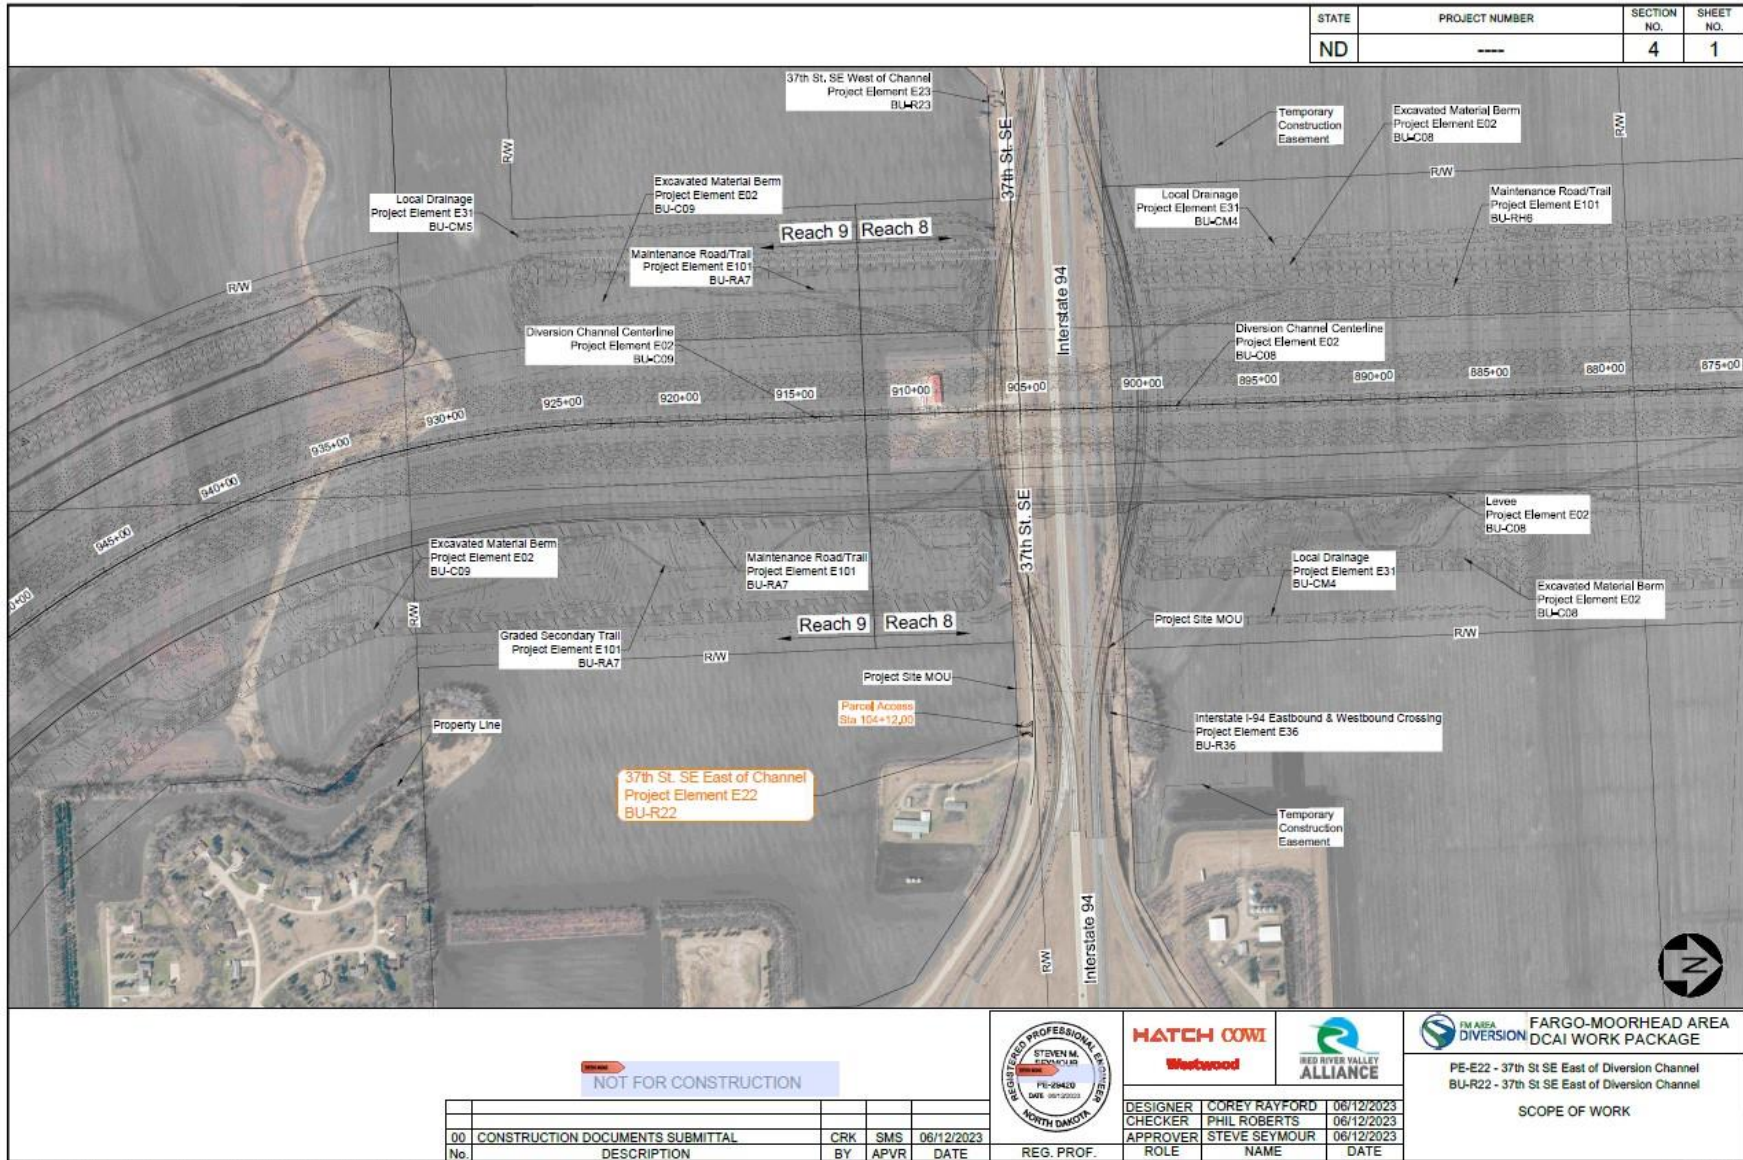 STATE
PROJECT NUMBER
SECTION NO.
SHEET NO.
ND
----
4
1
37th St. SE West of Channel
Project Element E23
BU-R23
Temporary
Construction
Easement
Excavated Material Berm
Project Element E02
BU-C08
R/W
R/W
R/W
37th St. SE
Local Drainage
Project Element E31
BU-CM5
Excavated Material Berm
Project Element E02
BU-C09
Local Drainage
Project Element E31
BU-CM4
Maintenance Road/Trail
Project Element E101
BU-RH6
Reach 9
Reach 8
Maintenance Road/Trail
Project Element E101
BU-RA7
R/W
Interstate 94
Diversion Channel Centerline
Project Element E02
BU-C09
Diversion Channel Centerline
Project Element E02
BU-C08
945+00
940+00
935+00
930+00
925+00
920+00
915+00
910+00
905+00
900+00
895+00
890+00
885+00
880+00
875+00
37th St. SE
Levee
Project Element E02
BU-C08
Excavated Material Berm
Project Element E02
BU-C09
Maintenance Road/Trail
Project Element E101
BU-RA7
Local Drainage
Project Element E31
BU-CM4
Excavated Material Berm
Project Element E02
BU-C08
R/W
Reach 9
Reach 8
Project Site MOU
R/W
Graded Secondary Trail
Project Element E101
BU-RA7
R/W
Project Site MOU
Parcel Access
Sta 104+12.00
Property Line
Interstate I-94 Eastbound & Westbound Crossing
Project Element E36
BU-R36
37th St. SE East of Channel
Project Element E22
BU-R22
Temporary
Construction
Easement
Interstate 94
R/W
N
NOT FOR CONSTRUCTION
REGISTERED PROFESSIONAL ENGINEER
STEVEN M.
SEYMOUR
PE-29420
DATE 06/12/2023
NORTH DAKOTA
REG. PROF.
HATCH COWI
Westwood
RED RIVER VALLEY
ALLIANCE
FM AREA
DIVERSION
FARGO-MOORHEAD AREA
DCAI WORK PACKAGE
PE-E22 - 37th St SE East of Diversion Channel
BU-R22 - 37th St SE East of Diversion Channel
SCOPE OF WORK
DESIGNER COREY RAYFORD 06/12/2023
CHECKER PHIL ROBERTS 06/12/2023
APPROVER STEVE SEYMOUR 06/12/2023
ROLE NAME DATE
00 CONSTRUCTION DOCUMENTS SUBMITTAL CRK SMS 06/12/2023
No. DESCRIPTION BY APVR DATE